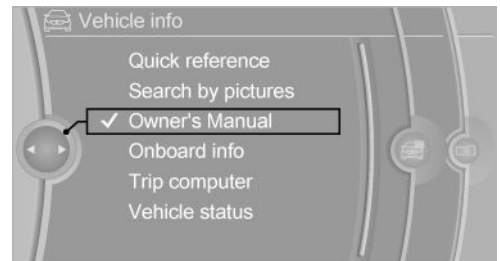 Vehicle info
Quick reference
Search by pictures
Owner's Manual
Onboard info
Trip computer
Vehicle status